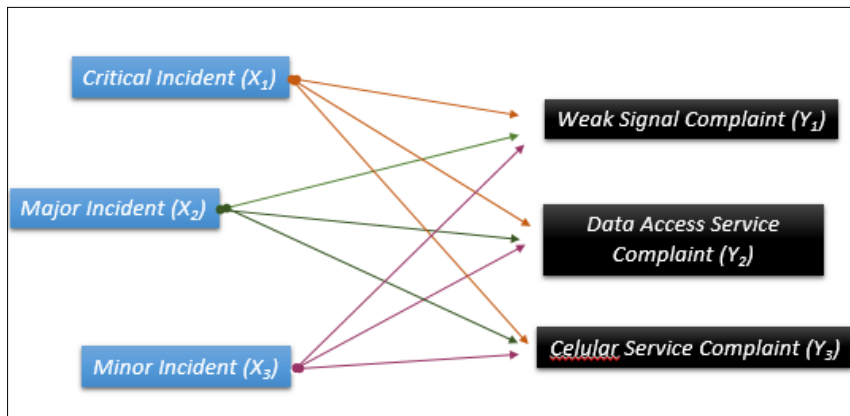 Critical Incident (X₁)
Weak Signal Complaint (Y₁)
Major Incident (X₂)
Data Access Service
Complaint (Y₂)
Minor Incident (X₃)
Celular Service Complaint (Y₃)